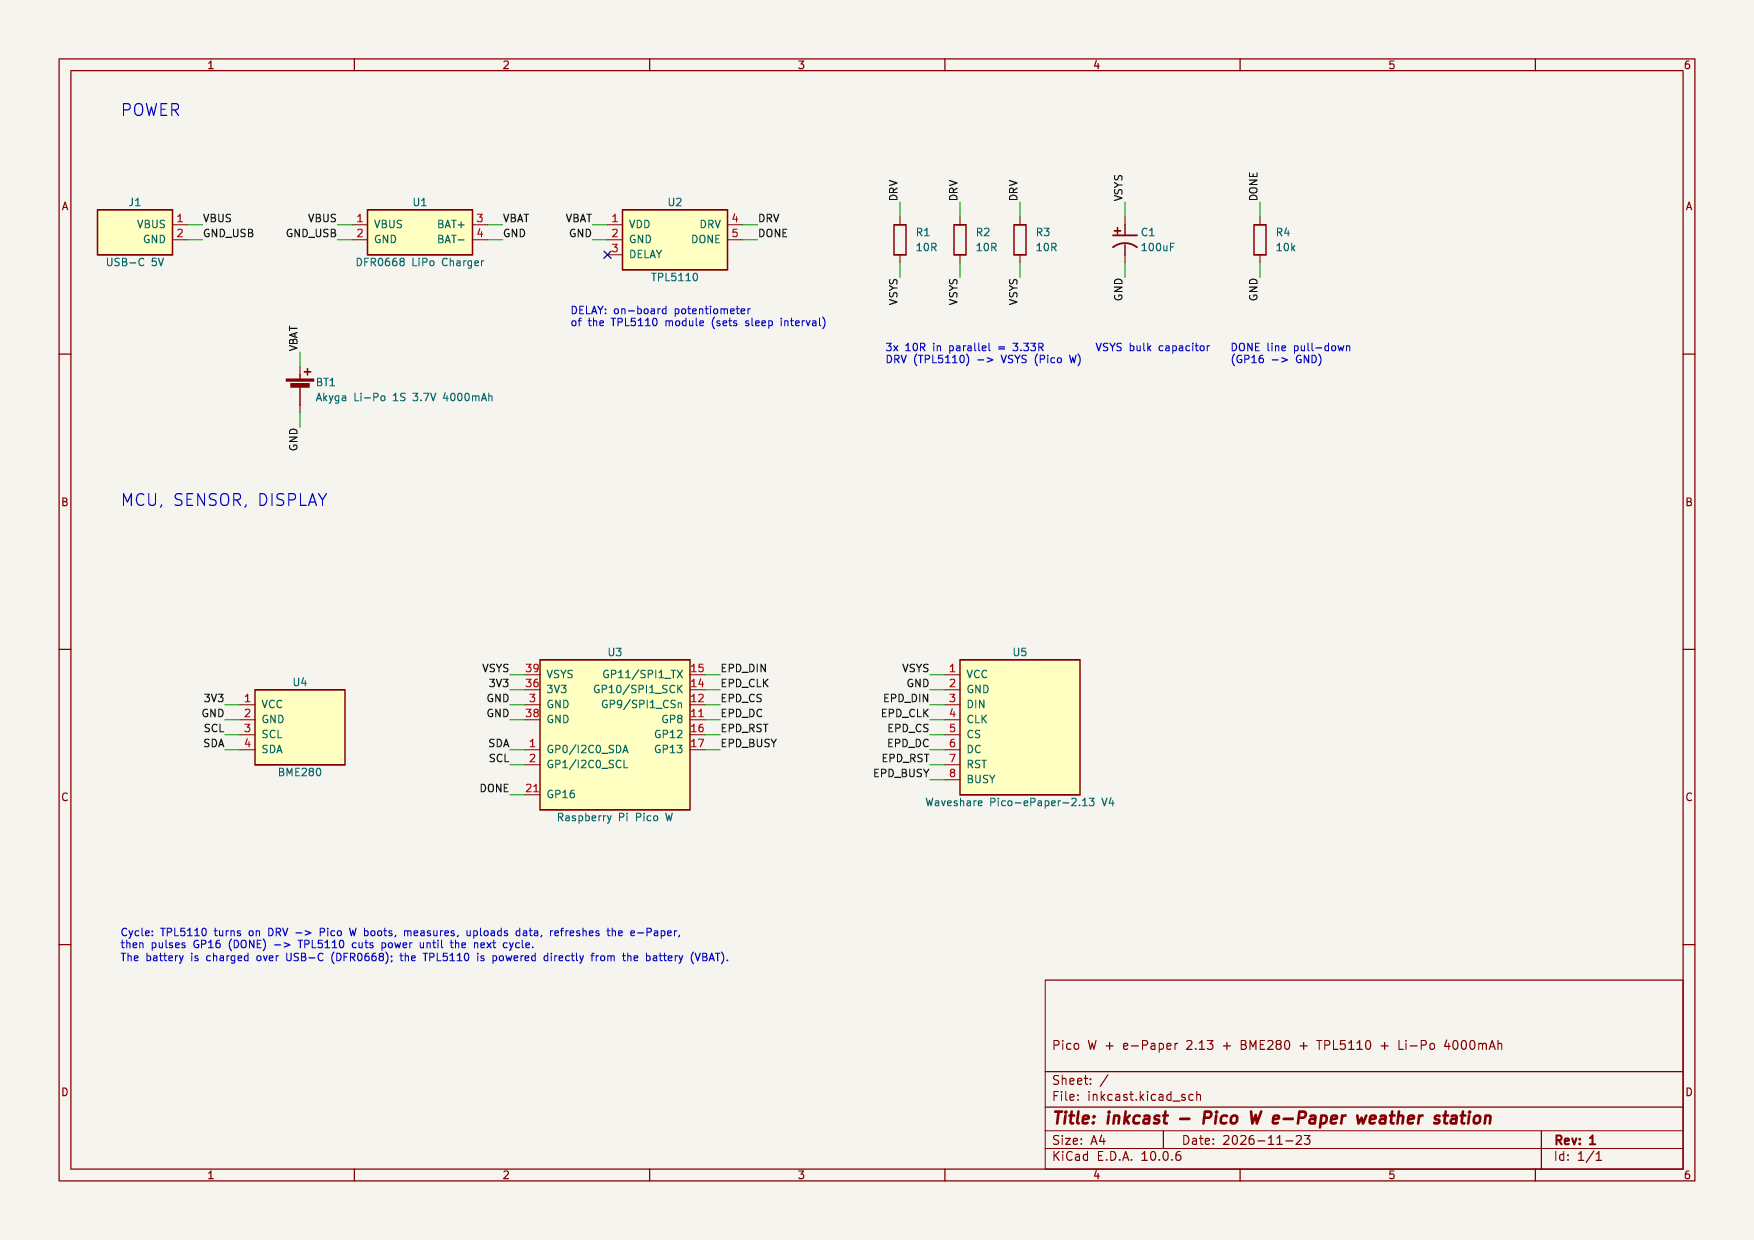 1 2 3 4 5 6
POWER
A A
J1
VBUS 1 VBUS
GND 2 GND_USB
USB-C 5V
U1
VBUS 1 VBUS BAT+ 3 VBAT
GND_USB 2 GND BAT- 4 GND
DFR0668 LiPo Charger
U2
VBAT 1 VDD DRV 4 DRV
GND 2 GND DONE 5 DONE
3 DELAY
TPL5110
DELAY: on-board potentiometer
of the TPL5110 module (sets sleep interval)
DRV
R1
10R
VSYS
DRV
R2
10R
VSYS
DRV
R3
10R
VSYS
VSYS
+
C1
100uF
GND
DONE
R4
10k
GND
3x 10R in parallel = 3.33R
DRV (TPL5110) -> VSYS (Pico W)
VSYS bulk capacitor
DONE line pull-down
(GP16 -> GND)
VBAT
+
BT1
Akyga Li-Po 1S 3.7V 4000mAh
GND
B B
MCU, SENSOR, DISPLAY
U4
3V3 1 VCC
GND 2 GND
SCL 3 SCL
SDA 4 SDA
BME280
U3
VSYS 39 VSYS GP11/SPI1_TX 15 EPD_DIN
3V3 36 3V3 GP10/SPI1_SCK 14 EPD_CLK
GND 3 GND GP9/SPI1_CSn 12 EPD_CS
GND 38 GND GP8 11 EPD_DC
GP12 16 EPD_RST
SDA 1 GP0/I2C0_SDA GP13 17 EPD_BUSY
SCL 2 GP1/I2C0_SCL
DONE 21 GP16
Raspberry Pi Pico W
U5
VSYS 1 VCC
GND 2 GND
EPD_DIN 3 DIN
EPD_CLK 4 CLK
EPD_CS 5 CS
EPD_DC 6 DC
EPD_RST 7 RST
EPD_BUSY 8 BUSY
Waveshare Pico-ePaper-2.13 V4
C C
Cycle: TPL5110 turns on DRV -> Pico W boots, measures, uploads data, refreshes the e-Paper,
then pulses GP16 (DONE) -> TPL5110 cuts power until the next cycle.
The battery is charged over USB-C (DFR0668); the TPL5110 is powered directly from the battery (VBAT).
D D
Pico W + e-Paper 2.13 + BME280 + TPL5110 + Li-Po 4000mAh
Sheet: /
File: inkcast.kicad_sch
Title: inkcast - Pico W e-Paper weather station
Size: A4 Date: 2026-11-23 Rev: 1
KiCad E.D.A. 10.0.6 Id: 1/1
1 2 3 4 5 6